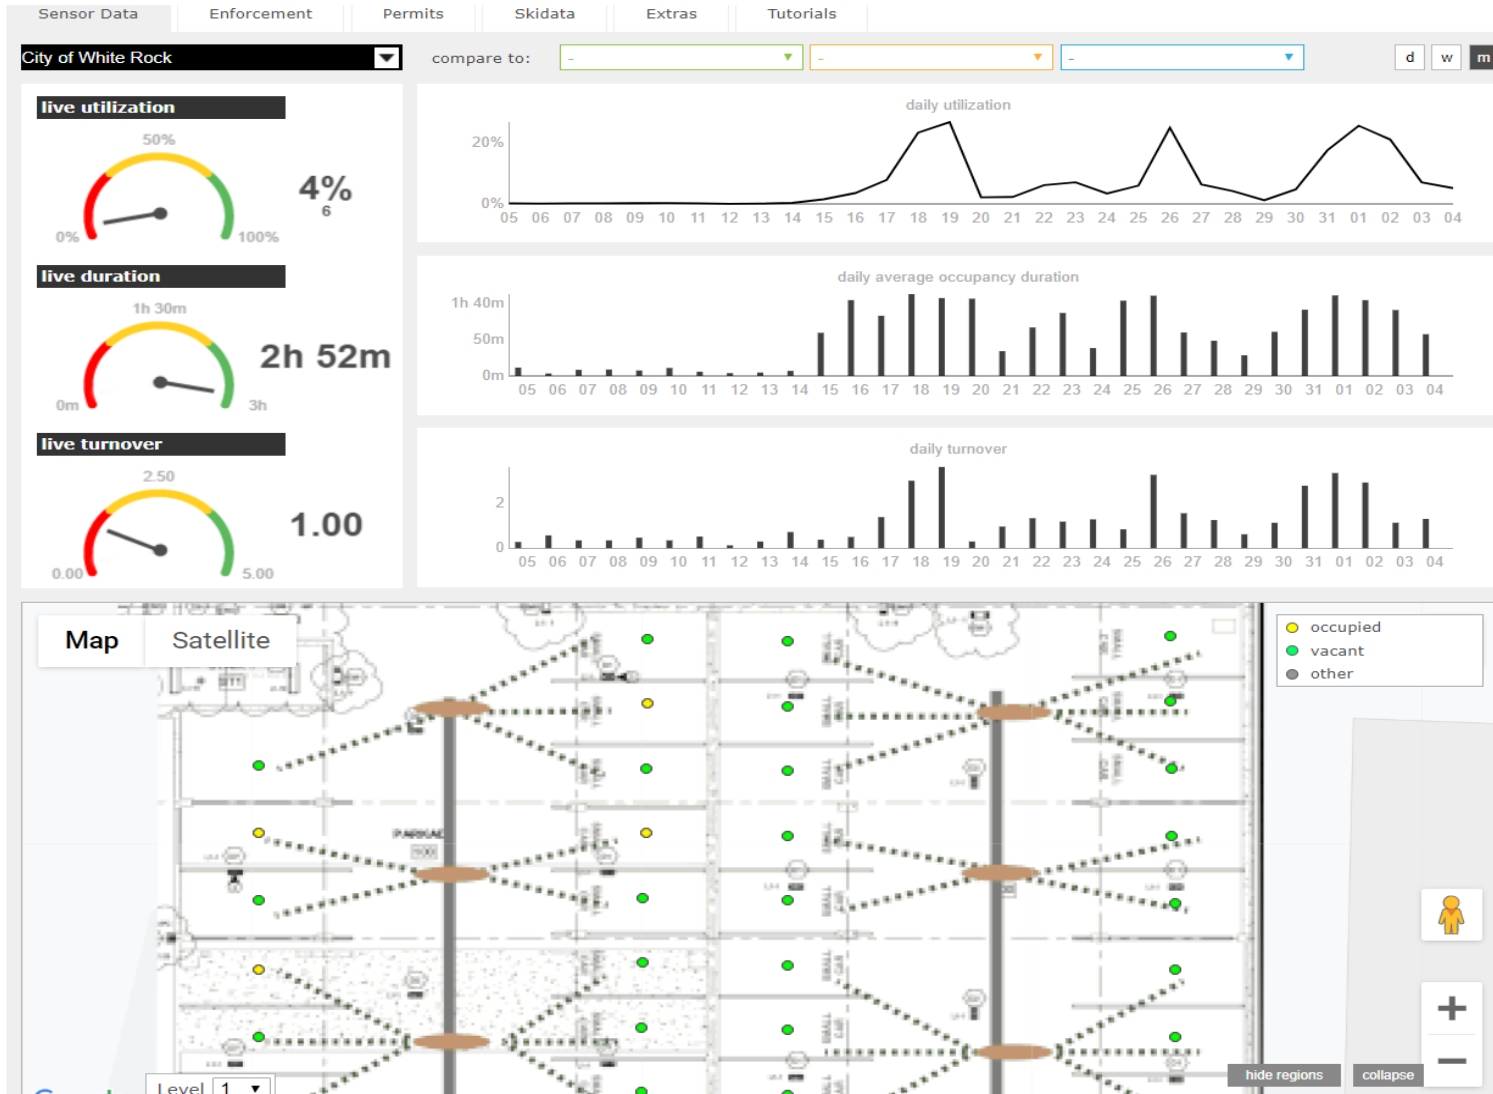 Sensor Data Enforcement Permits Skidata Extras Tutorials
City of White Rock compare to: - - - d w m
live utilization
50%
4%
6
0% 100%
live duration
1h 30m
2h 52m
0m 3h
live turnover
2.50
1.00
0.00 5.00
daily utilization
20%
0%
05 06 07 08 09 10 11 12 13 14 15 16 17 18 19 20 21 22 23 24 25 26 27 28 29 30 31 01 02 03 04
daily average occupancy duration
1h 40m
50m
0m
05 06 07 08 09 10 11 12 13 14 15 16 17 18 19 20 21 22 23 24 25 26 27 28 29 30 31 01 02 03 04
daily turnover
2
0
05 06 07 08 09 10 11 12 13 14 15 16 17 18 19 20 21 22 23 24 25 26 27 28 29 30 31 01 02 03 04
Map Satellite
occupied
vacant
other
SMALL
CAR
hide regions collapse
Level 1